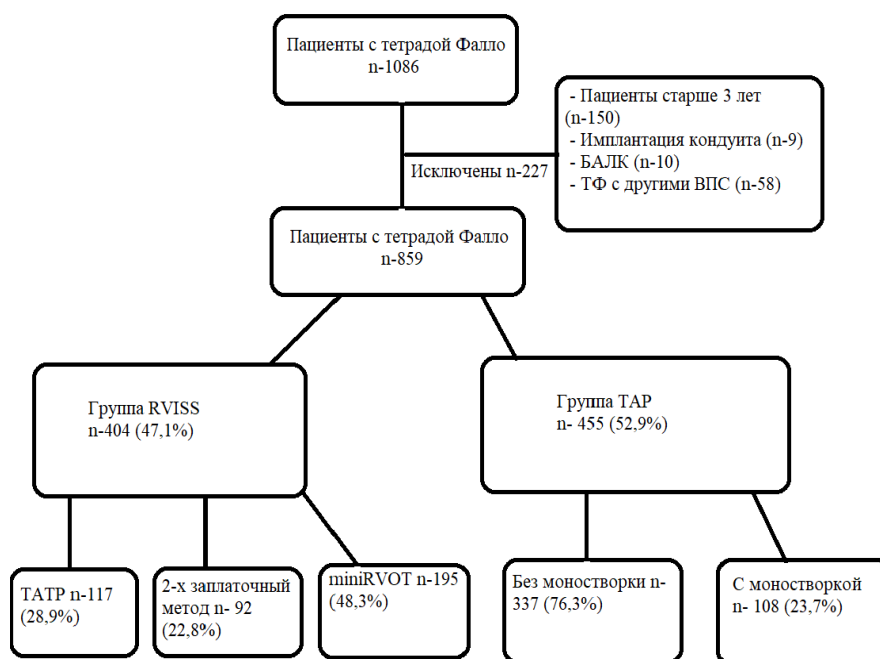 Пациенты с тетрадой Фалло
n-1086
- Пациенты старше 3 лет
(n-150)
- Имплантация кондуита (n-9)
- БАЛК (n-10)
- ТФ с другими ВПС (n-58)
Исключены n-227
Пациенты с тетрадой Фалло
n-859
Группа RVISS
n-404 (47,1%)
Группа TAP
n- 455 (52,9%)
ТАТР n-117
(28,9%)
2-х заплаточный
метод n- 92
(22,8%)
miniRVOT n-195
(48,3%)
Без моностворки n-
337 (76,3%)
С моностворкой
n- 108 (23,7%)